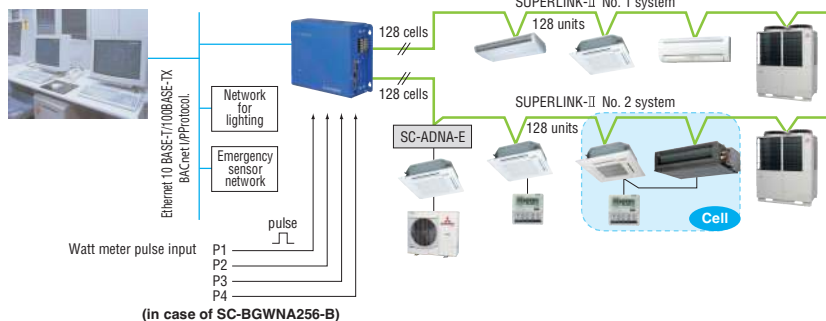 SUPERLINK-Ⅱ No. 1 system
128 cells
128 units
128 cells
SUPERLINK-Ⅱ No. 2 system
128 units
SC-ADNA-E
Network
for
lighting
Emergency
sensor
network
Ethernet 10 BASE-T/100BASE-TX
BACnet I/PProtocol.
Cell
pulse
Watt meter pulse input
P1
P2
P3
P4
(in case of SC-BGWNA256-B)